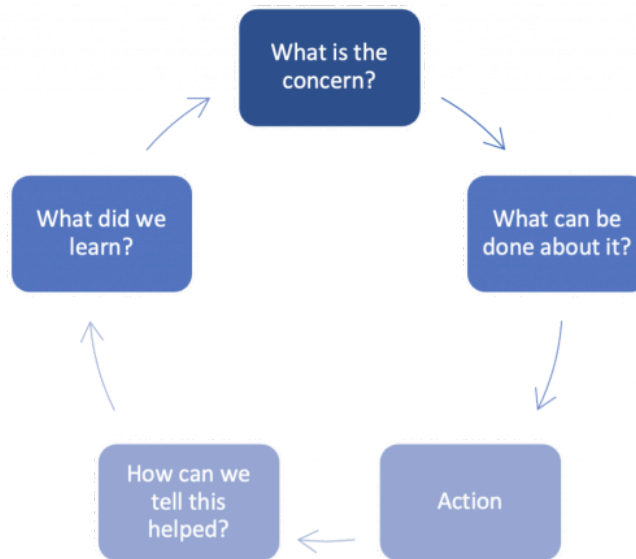 What is the
concern?
What can be
done about it?
Action
How can we
tell this
helped?
What did we
learn?